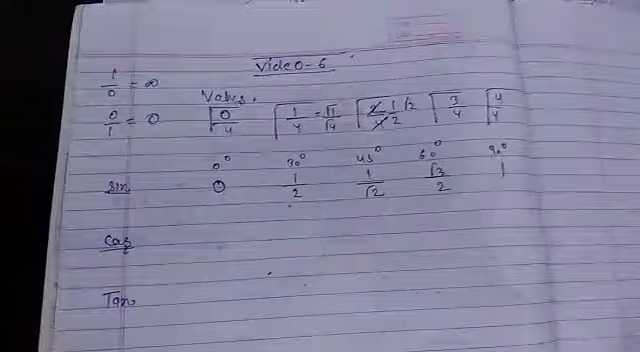 Video-6
1/0 = ∞
Values.
0/1 = 0 √0/4 √1/4 = √1/√4 √2/4 1/2 √3/4 √4/4
0° 30° 45° 60° 90°
Sin 0 1/2 1/√2 √3/2 1
Cos
Tan